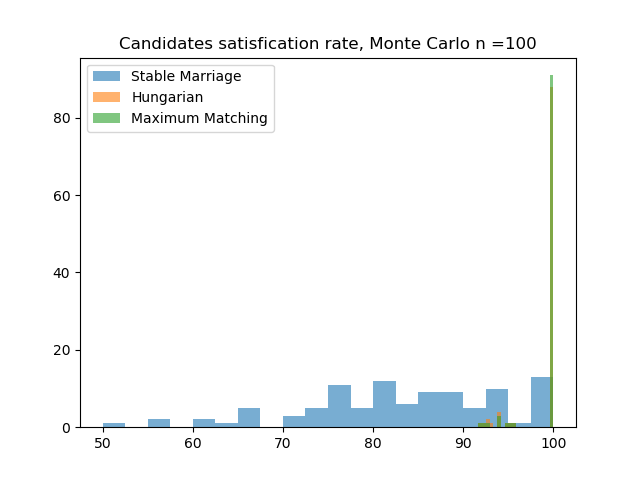 Candidates satisfication rate, Monte Carlo n =100
Stable Marriage
Hungarian
Maximum Matching
80
60
40
20
0
50 60 70 80 90 100